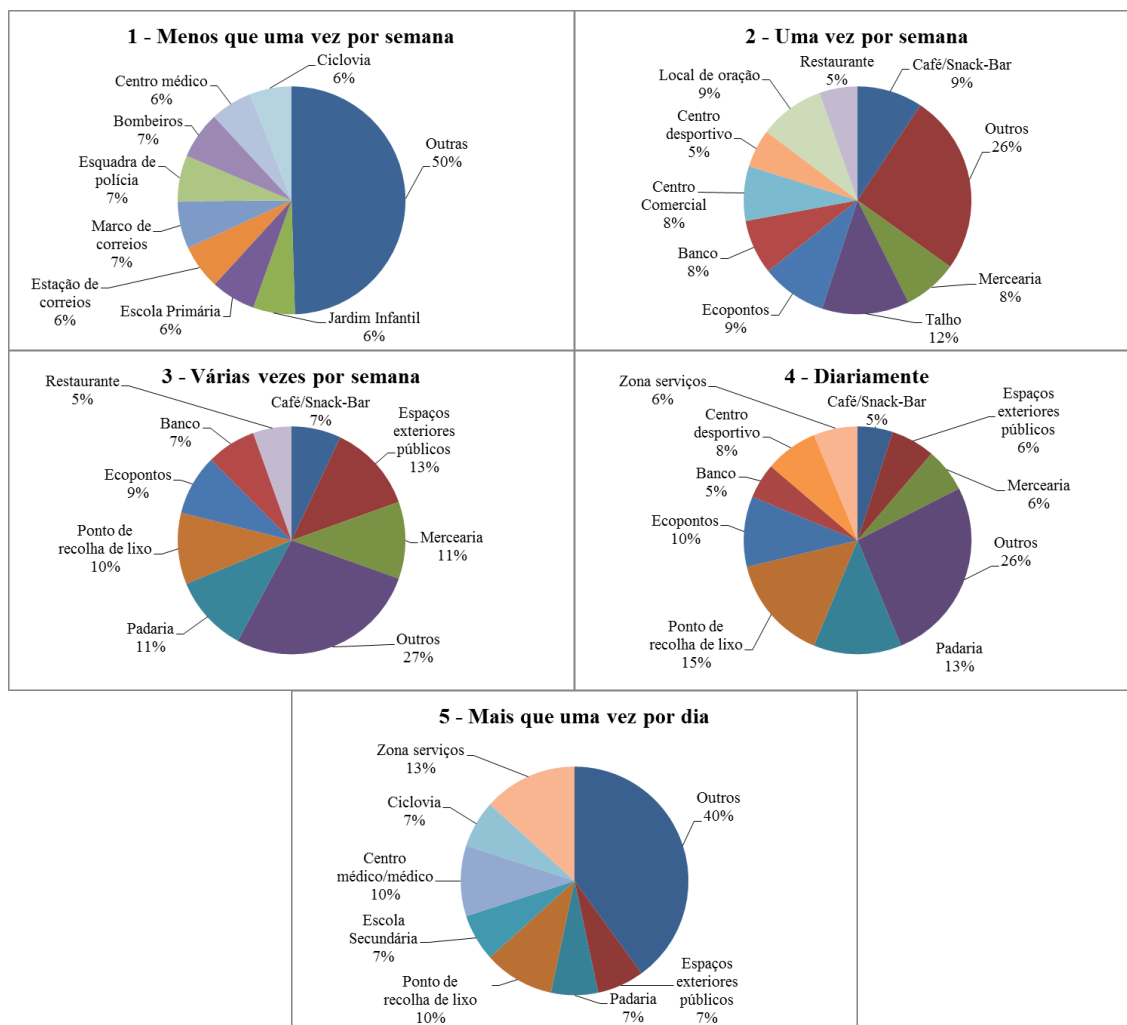 1 - Menos que uma vez por semana
Ciclovia
6%
Centro médico
6%
Bombeiros
7%
Esquadra de
polícia
7%
Marco de
correios
7%
Estação de
correios
6%
Escola Primária
6%
Jardim Infantil
6%
Outras
50%
2 - Uma vez por semana
Restaurante
5%
Café/Snack-Bar
9%
Local de oração
9%
Outros
26%
Centro
desportivo
5%
Centro
Comercial
8%
Banco
8%
Mercearia
8%
Ecopontos
9%
Talho
12%
3 - Várias vezes por semana
Restaurante
5%
Café/Snack-Bar
7%
Espaços
exteriores
públicos
13%
Banco
7%
Ecopontos
9%
Mercearia
11%
Ponto de
recolha de lixo
10%
Padaria
11%
Outros
27%
4 - Diariamente
Zona serviços
6%
Café/Snack-Bar
5%
Espaços
exteriores
públicos
6%
Centro
desportivo
8%
Banco
5%
Mercearia
6%
Ecopontos
10%
Outros
26%
Ponto de
recolha de lixo
15%
Padaria
13%
5 - Mais que uma vez por dia
Zona serviços
13%
Outros
40%
Ciclovia
7%
Centro
médico/médico
10%
Escola
Secundária
7%
Ponto de
recolha de lixo
10%
Padaria
7%
Espaços
exteriores
públicos
7%